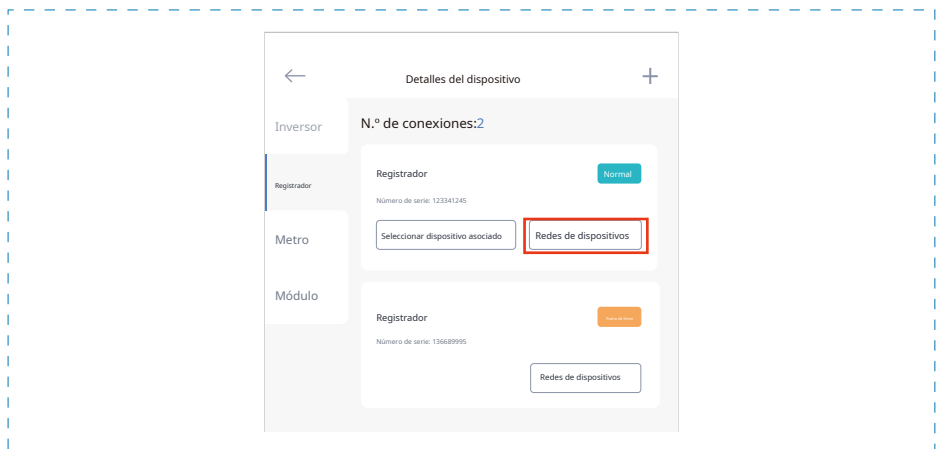 Detalles del dispositivo
Inversor
Registrador
Metro
Módulo
N.º de conexiones:2
Registrador
Normal
Número de serie: 123341245
Seleccionar dispositivo asociado
Redes de dispositivos
Registrador
Número de serie: 136689995
Redes de dispositivos